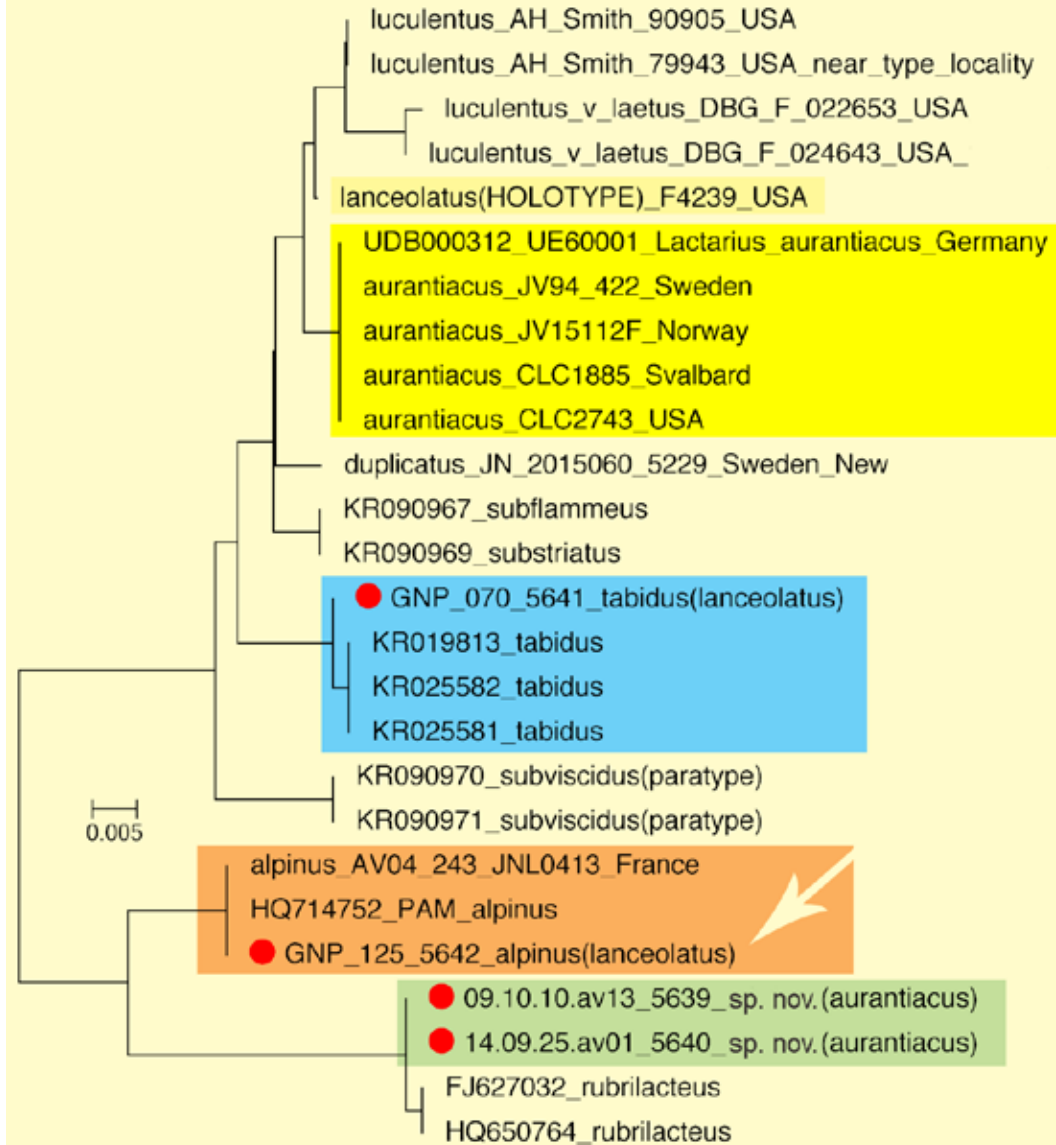 luculentus_AH_Smith_90905_USA
luculentus_AH_Smith_79943_USA_near_type_locality
luculentus_v_laetus_DBG_F_022653_USA
luculentus_v_laetus_DBG_F_024643_USA_
lanceolatus(HOLOTYPE)_F4239_USA
UDB000312_UE60001_Lactarius_aurantiacus_Germany
aurantiacus_JV94_422_Sweden
aurantiacus_JV15112F_Norway
aurantiacus_CLC1885_Svalbard
aurantiacus_CLC2743_USA
duplicatus_JN_2015060_5229_Sweden_New
KR090967_subflammeus
KR090969_substriatus
GNP_070_5641_tabidus(lanceolatus)
KR019813_tabidus
KR025582_tabidus
KR025581_tabidus
KR090970_subviscidus(paratype)
KR090971_subviscidus(paratype)
0.005
alpinus_AV04_243_JNL0413_France
HQ714752_PAM_alpinus
GNP_125_5642_alpinus(lanceolatus)
09.10.10.av13_5639_sp. nov.(aurantiacus)
14.09.25.av01_5640_sp. nov.(aurantiacus)
FJ627032_rubrilacteus
HQ650764_rubrilacteus